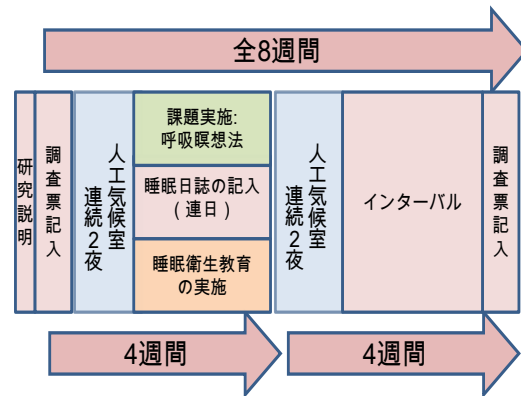 全8週間
研究説明
調査票記入
人工気候室
連続2夜
課題実施:
呼吸瞑想法
睡眠日誌の記入
(連日)
睡眠衛生教育
の実施
人工気候室
連続2夜
インターバル
調査票記入
4週間
4週間